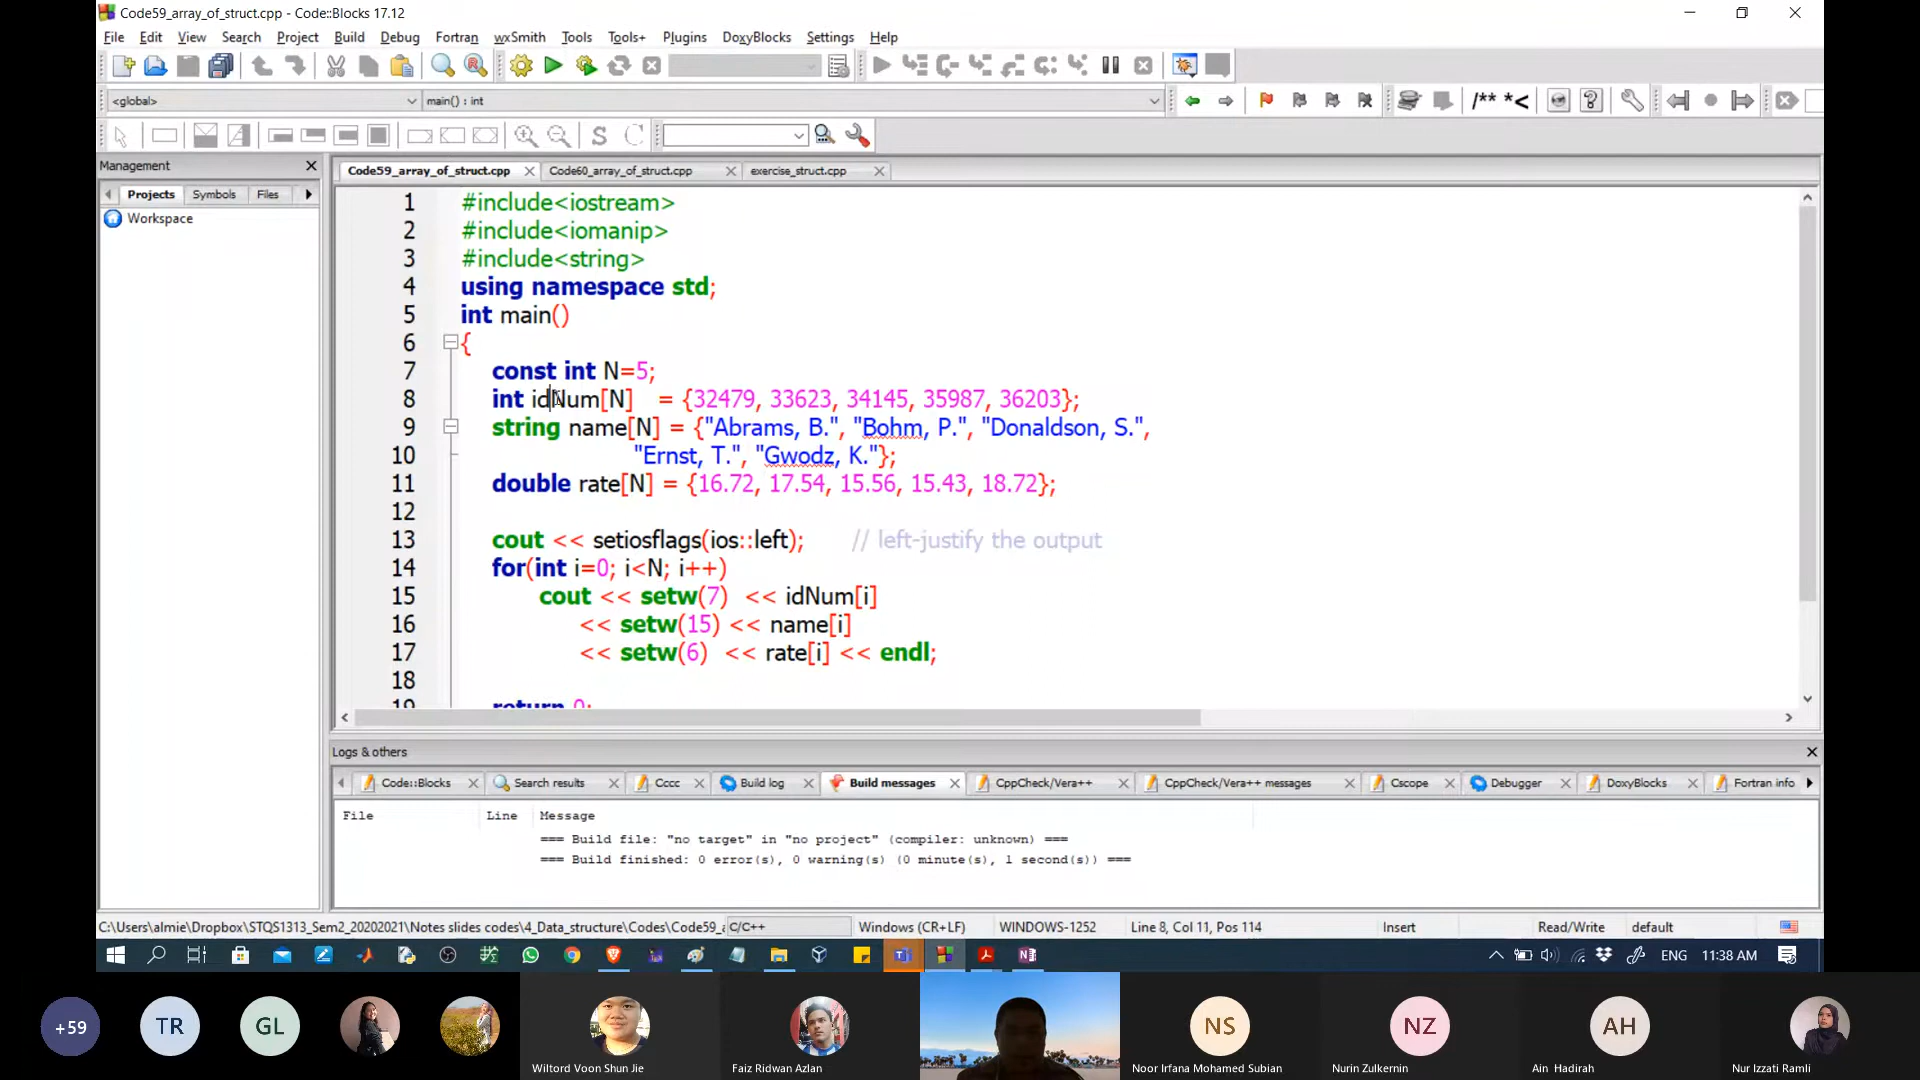 Code59_array_of_struct.cpp - Code::Blocks 17.12
File Edit View Search Project Build Debug Fortran wxSmith Tools Tools+ Plugins DoxyBlocks Settings Help
<global> main() : int /** *<
S C
Management
Projects Symbols Files
Workspace
Code59_array_of_struct.cpp Code60_array_of_struct.cpp exercise_struct.cpp
1 #include<iostream>
2 #include<iomanip>
3 #include<string>
4 using namespace std;
5 int main()
6 {
7 const int N=5;
8 int idNum[N] = {32479, 33623, 34145, 35987, 36203};
9 string name[N] = {"Abrams, B.", "Bohm, P.", "Donaldson, S.",
10 "Ernst, T.", "Gwodz, K."};
11 double rate[N] = {16.72, 17.54, 15.56, 15.43, 18.72};
12
13 cout << setiosflags(ios::left); // left-justify the output
14 for(int i=0; i<N; i++)
15 cout << setw(7) << idNum[i]
16 << setw(15) << name[i]
17 << setw(6) << rate[i] << endl;
18
19 return 0;
Logs & others
Code::Blocks Search results Cccc Build log Build messages CppCheck/Vera++ CppCheck/Vera++ messages Cscope Debugger DoxyBlocks Fortran info
File Line Message
=== Build file: "no target" in "no project" (compiler: unknown) ===
=== Build finished: 0 error(s), 0 warning(s) (0 minute(s), 1 second(s)) ===
C:\Users\almie\Dropbox\STQS1313_Sem2_20202021\Notes slides codes\4_Data_structure\Codes\Code59_a C/C++ Windows (CR+LF) WINDOWS-1252 Line 8, Col 11, Pos 114 Insert Read/Write default
ENG 11:38 AM
+59 TR GL NS NZ AH
Wiltord Voon Shun Jie Faiz Ridwan Azlan Noor Irfana Mohamed Subian Nurin Zulkernin Ain Hadirah Nur Izzati Ramli